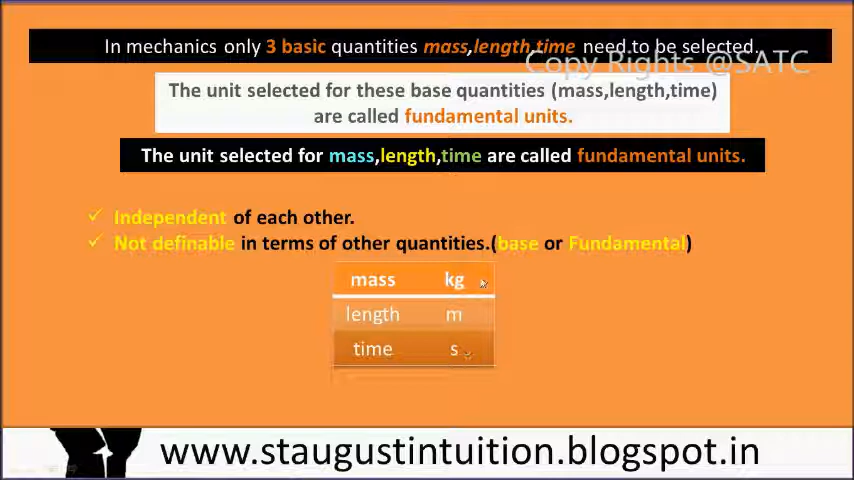 In mechanics only 3 basic quantities mass,length,time need to be selected.
Copy Rights @SATC
The unit selected for these base quantities (mass,length,time)
are called fundamental units.
The unit selected for mass,length,time are called fundamental units.
✓ Independent of each other.
✓ Not definable in terms of other quantities.(base or Fundamental)
mass kg
length m
time s
www.staugustintuition.blogspot.in